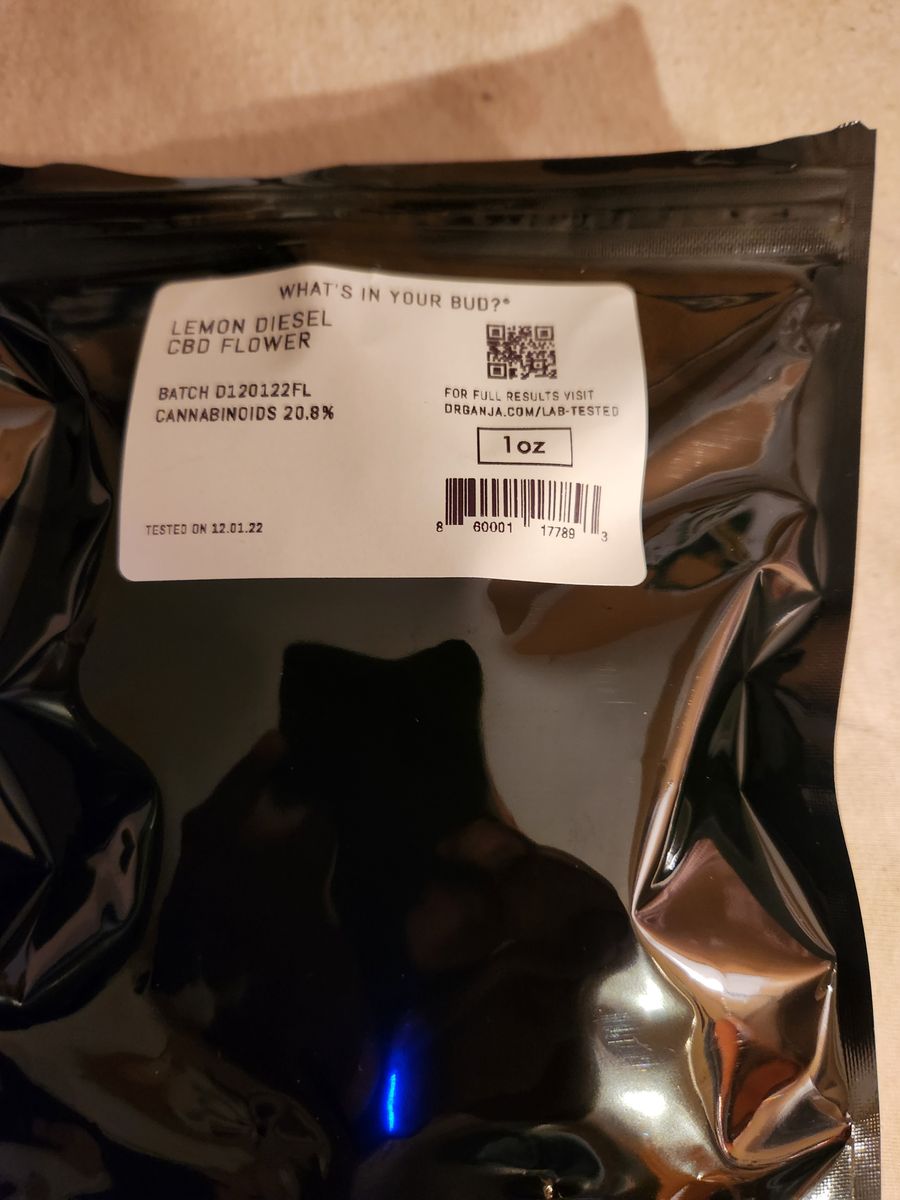 WHAT'S IN YOUR BUD?®
LEMON DIESEL
CBD FLOWER
BATCH D120122FL
CANNABINOIDS 20.8%
FOR FULL RESULTS VISIT
DRGANJA.COM/LAB-TESTED
1oz
8 60001 17789 3
TESTED ON 12.01.22